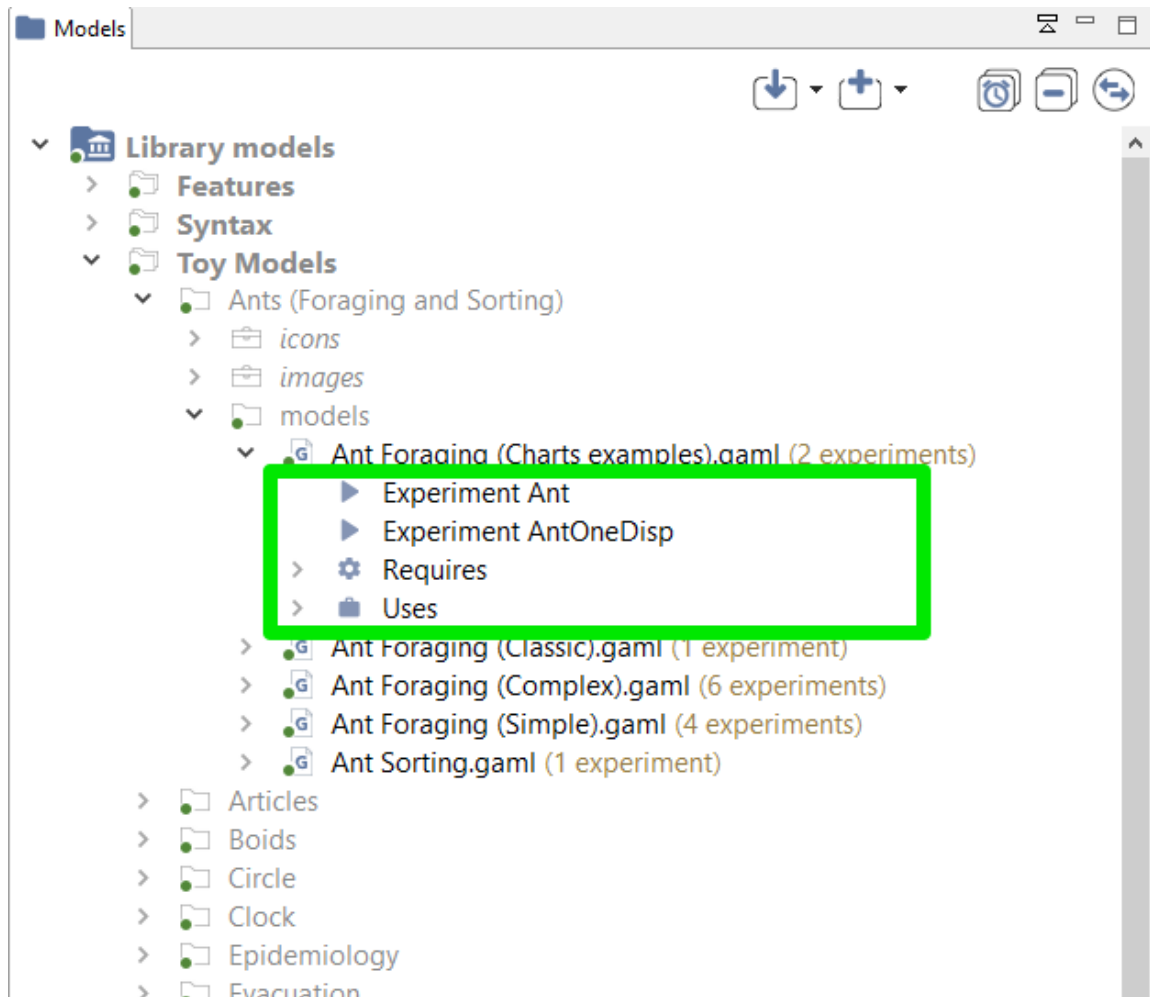 Models
Library models
Features
Syntax
Toy Models
Ants (Foraging and Sorting)
icons
images
models
Ant Foraging (Charts examples).gaml (2 experiments)
Experiment Ant
Experiment AntOneDisp
Requires
Uses
Ant Foraging (Classic).gaml (1 experiment)
Ant Foraging (Complex).gaml (6 experiments)
Ant Foraging (Simple).gaml (4 experiments)
Ant Sorting.gaml (1 experiment)
Articles
Boids
Circle
Clock
Epidemiology
Evacuation